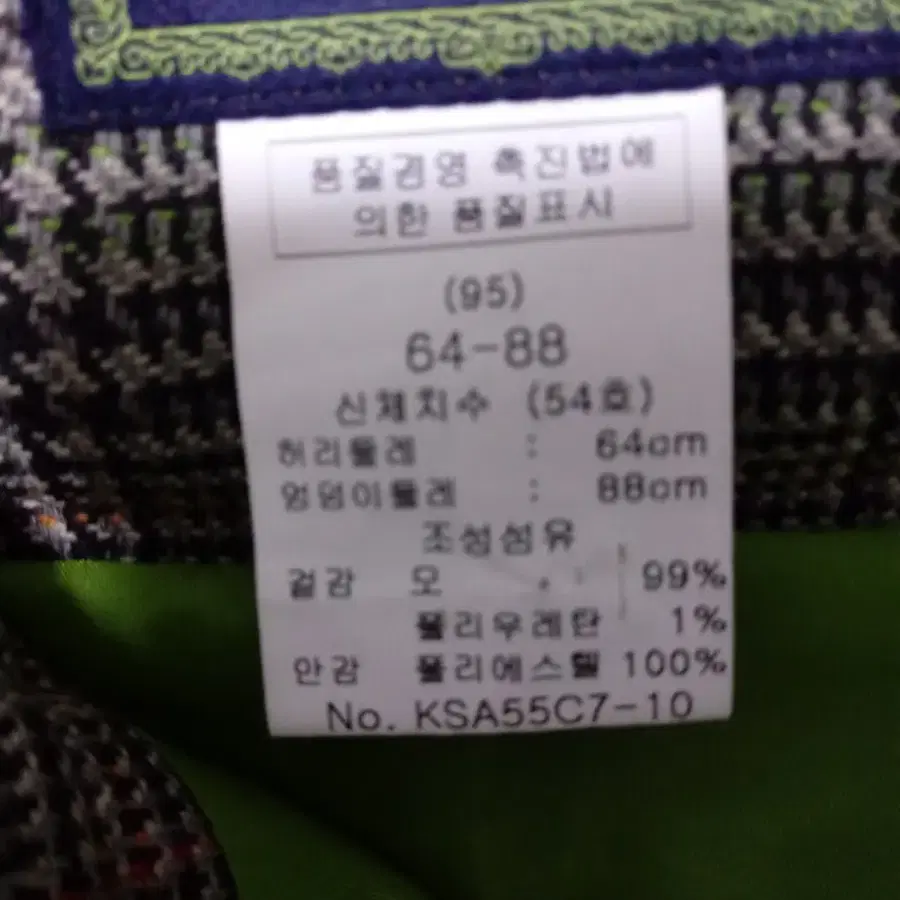 품질경영 촉진법에
의한 품질표시
(95)
64-88
신체치수 (54호)
허리둘레 : 64cm
엉덩이둘레 : 88cm
조성섬유
겉감 모 : 99%
폴리우레탄 1%
안감 폴리에스텔 100%
No. KSA55C7-10